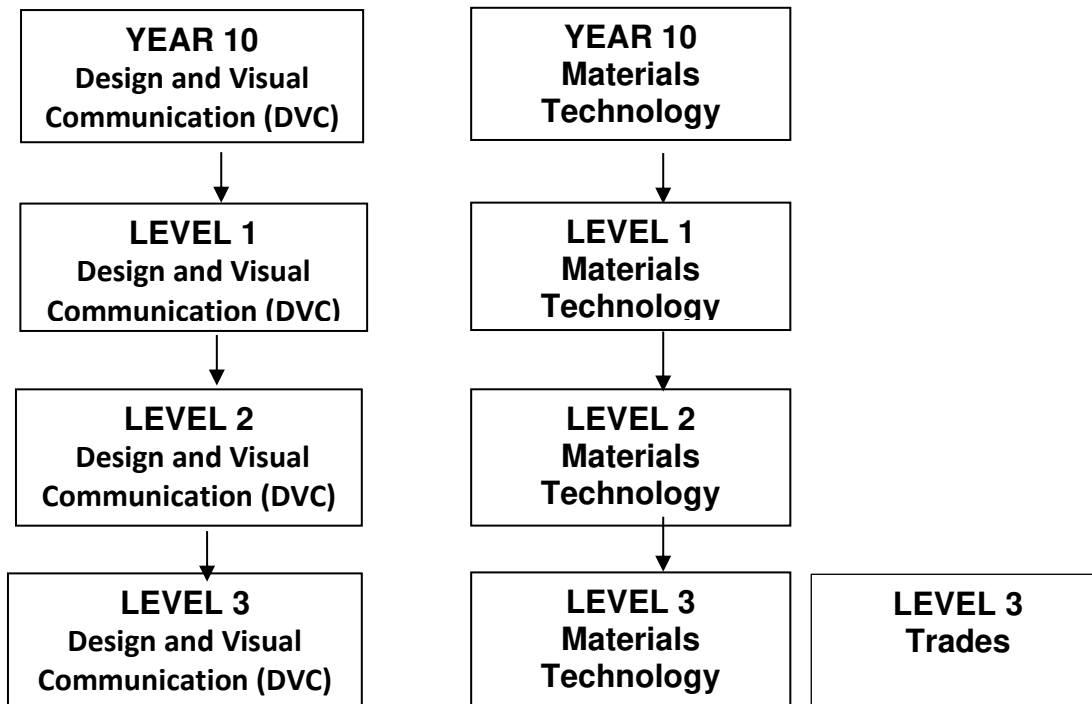 YEAR 10
Design and Visual
Communication (DVC)
YEAR 10
Materials
Technology
LEVEL 1
Design and Visual
Communication (DVC)
LEVEL 1
Materials
Technology
LEVEL 2
Design and Visual
Communication (DVC)
LEVEL 2
Materials
Technology
LEVEL 3
Design and Visual
Communication (DVC)
LEVEL 3
Materials
Technology
LEVEL 3
Trades